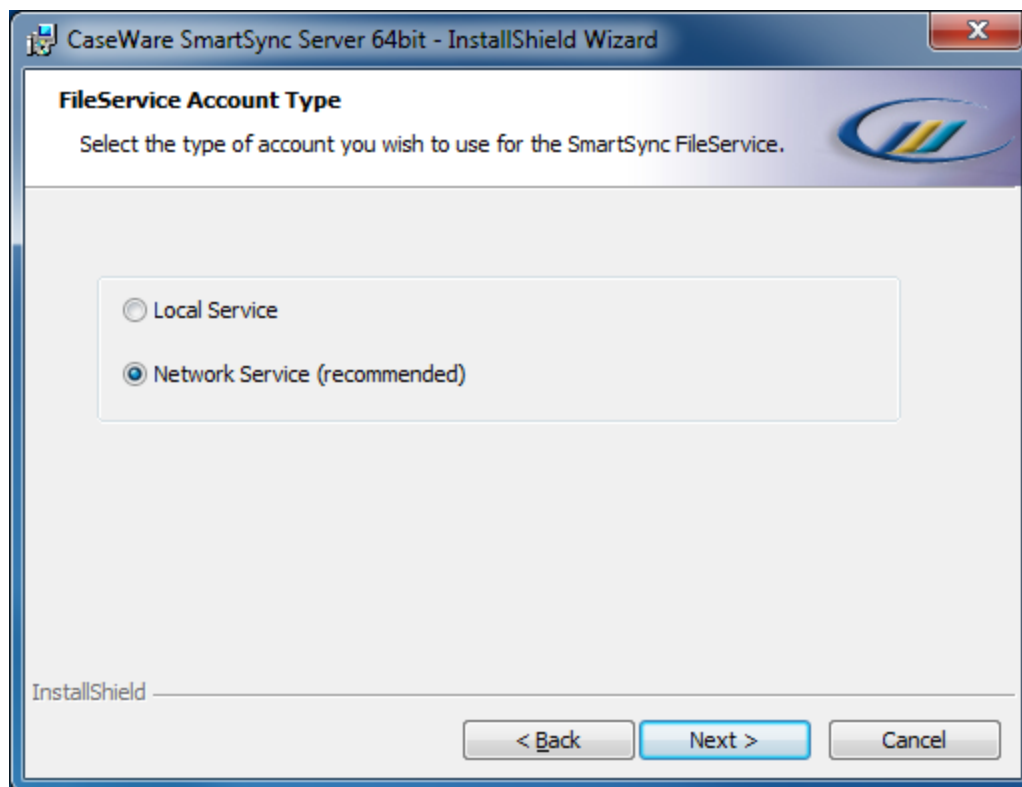 CaseWare SmartSync Server 64bit - InstallShield Wizard
FileService Account Type
Select the type of account you wish to use for the SmartSync FileService.
Local Service
Network Service (recommended)
InstallShield
< Back
Next >
Cancel